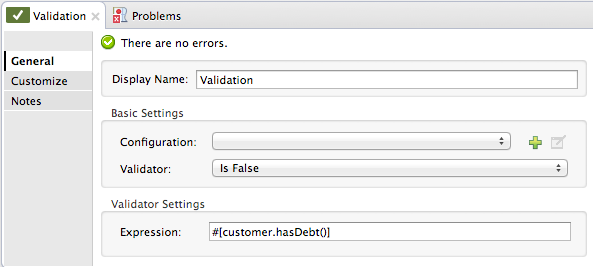 Validation
Problems
There are no errors.
General
Customize
Notes
Display Name: Validation
Basic Settings
Configuration:
Validator: Is False
Validator Settings
Expression: #[customer.hasDebt()]